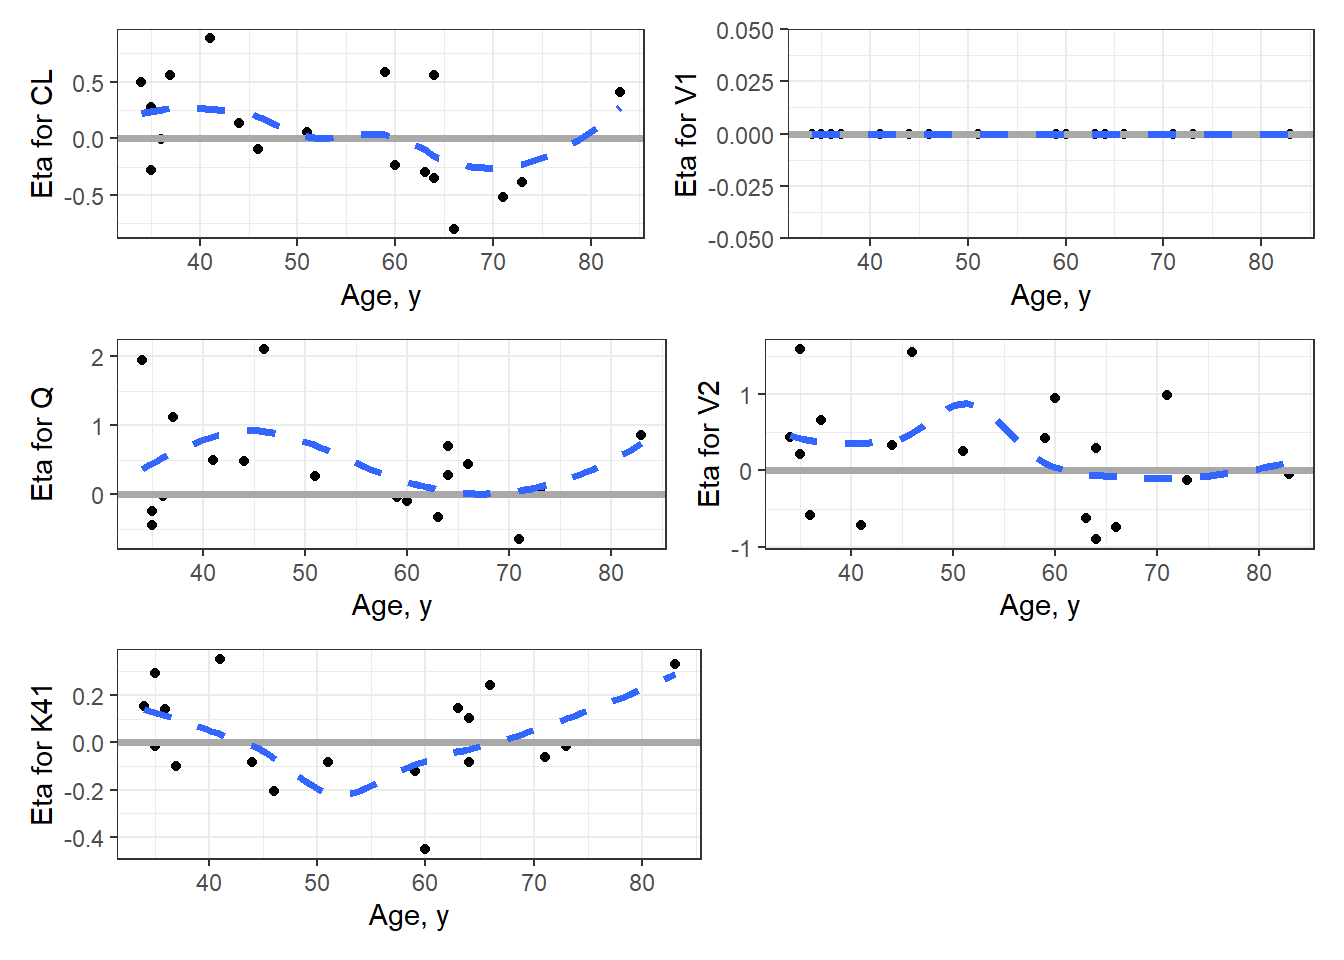 Eta for CL
0.5
0.0
-0.5
40 50 60 70 80
Age, y
Eta for V1
0.050
0.025
0.000
-0.025
-0.050
40 50 60 70 80
Age, y
Eta for Q
2
1
0
40 50 60 70 80
Age, y
Eta for V2
1
0
-1
40 50 60 70 80
Age, y
Eta for K41
0.2
0.0
-0.2
-0.4
40 50 60 70 80
Age, y